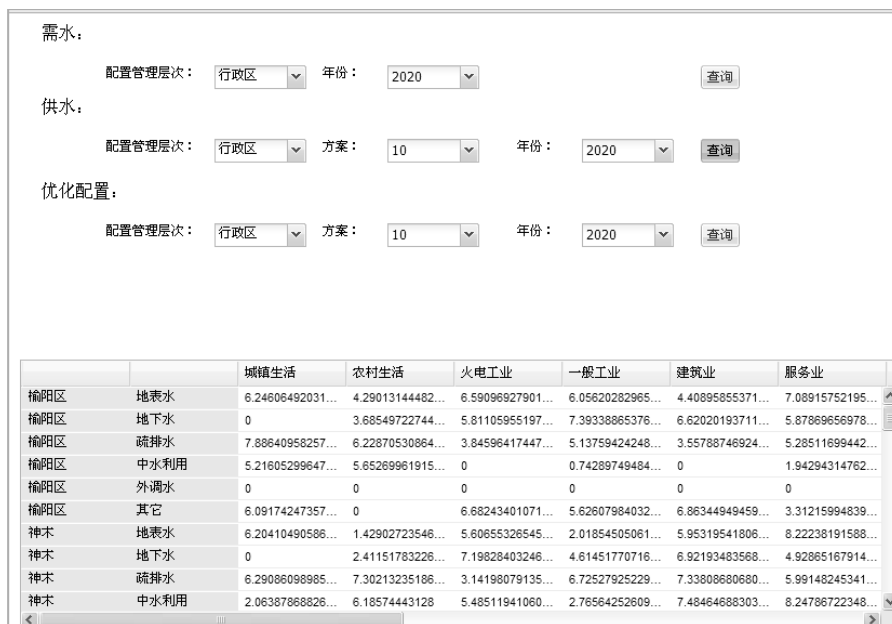 需水：
配置管理层次： 行政区 年份： 2020 查询
供水：
配置管理层次： 行政区 方案： 10 年份： 2020 查询
优化配置：
配置管理层次： 行政区 方案： 10 年份： 2020 查询
城镇生活 农村生活 火电工业 一般工业 建筑业 服务业
榆阳区 地表水 6.24606492031... 4.29013144482... 6.59096927901... 6.05620282965... 4.40895855371... 7.08915752195...
榆阳区 地下水 0 3.68549722744... 5.81105955197... 7.39338865376... 6.62020193711... 5.87869656978...
榆阳区 疏排水 7.88640958257... 6.22870530864... 3.84596417447... 5.13759424248... 3.55788746924... 5.28511699442...
榆阳区 中水利用 5.21605299647... 5.65269961915... 0 0.74289749484... 0 1.94294314762...
榆阳区 外调水 0 0 0 0 0 0
榆阳区 其它 6.09174247357... 0 6.68243401071... 5.62607984032... 6.86344949459... 3.31215994839...
神木 地表水 6.20410490586... 1.42902723546... 5.60655326545... 2.01854505061... 5.95319541806... 8.22238191588...
神木 地下水 0 2.41151783226... 7.19828403246... 4.61451770716... 6.92193483568... 4.92865167914...
神木 疏排水 6.29086098985... 7.30213235186... 3.14198079135... 6.72527925229... 7.33808680680... 5.99148245341...
神木 中水利用 2.06387868826... 6.18574443128 5.48511941060... 2.76564252609... 7.48464688303... 8.24786722348...